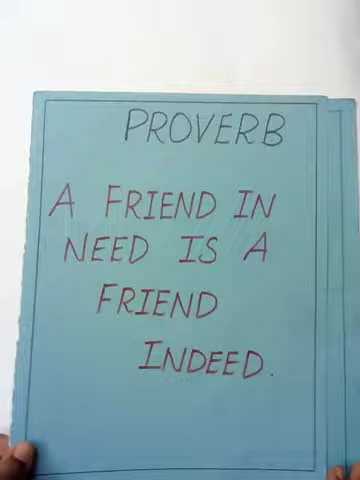 PROVERB
A FRIEND IN
NEED IS A
FRIEND
INDEED.